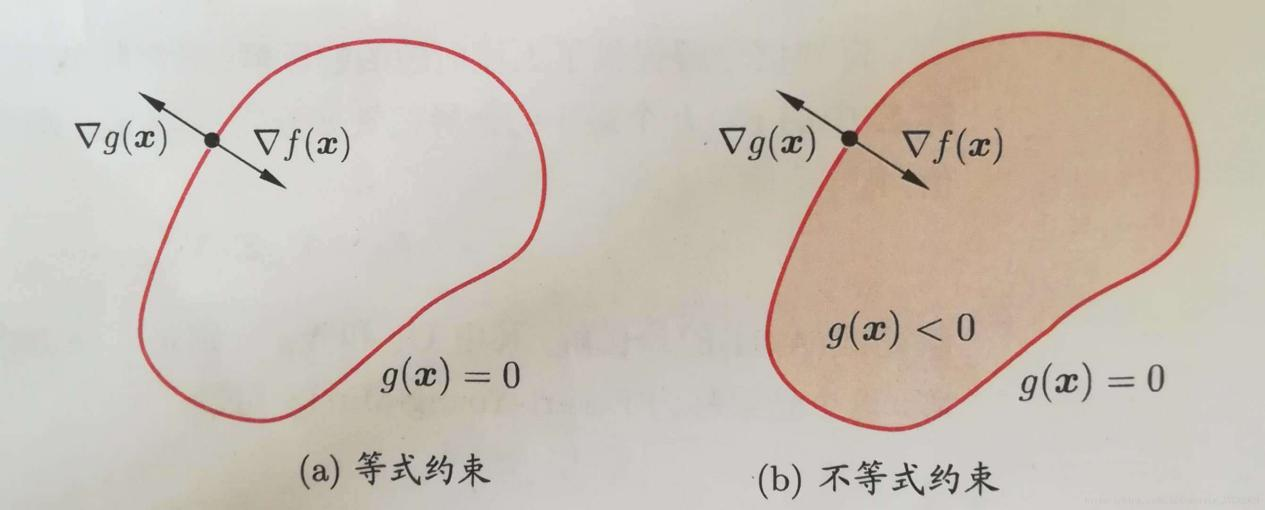 ∇g(x) ∇f(x)
g(x) = 0
(a) 等式约束
∇g(x) ∇f(x)
g(x) < 0
g(x) = 0
(b) 不等式约束